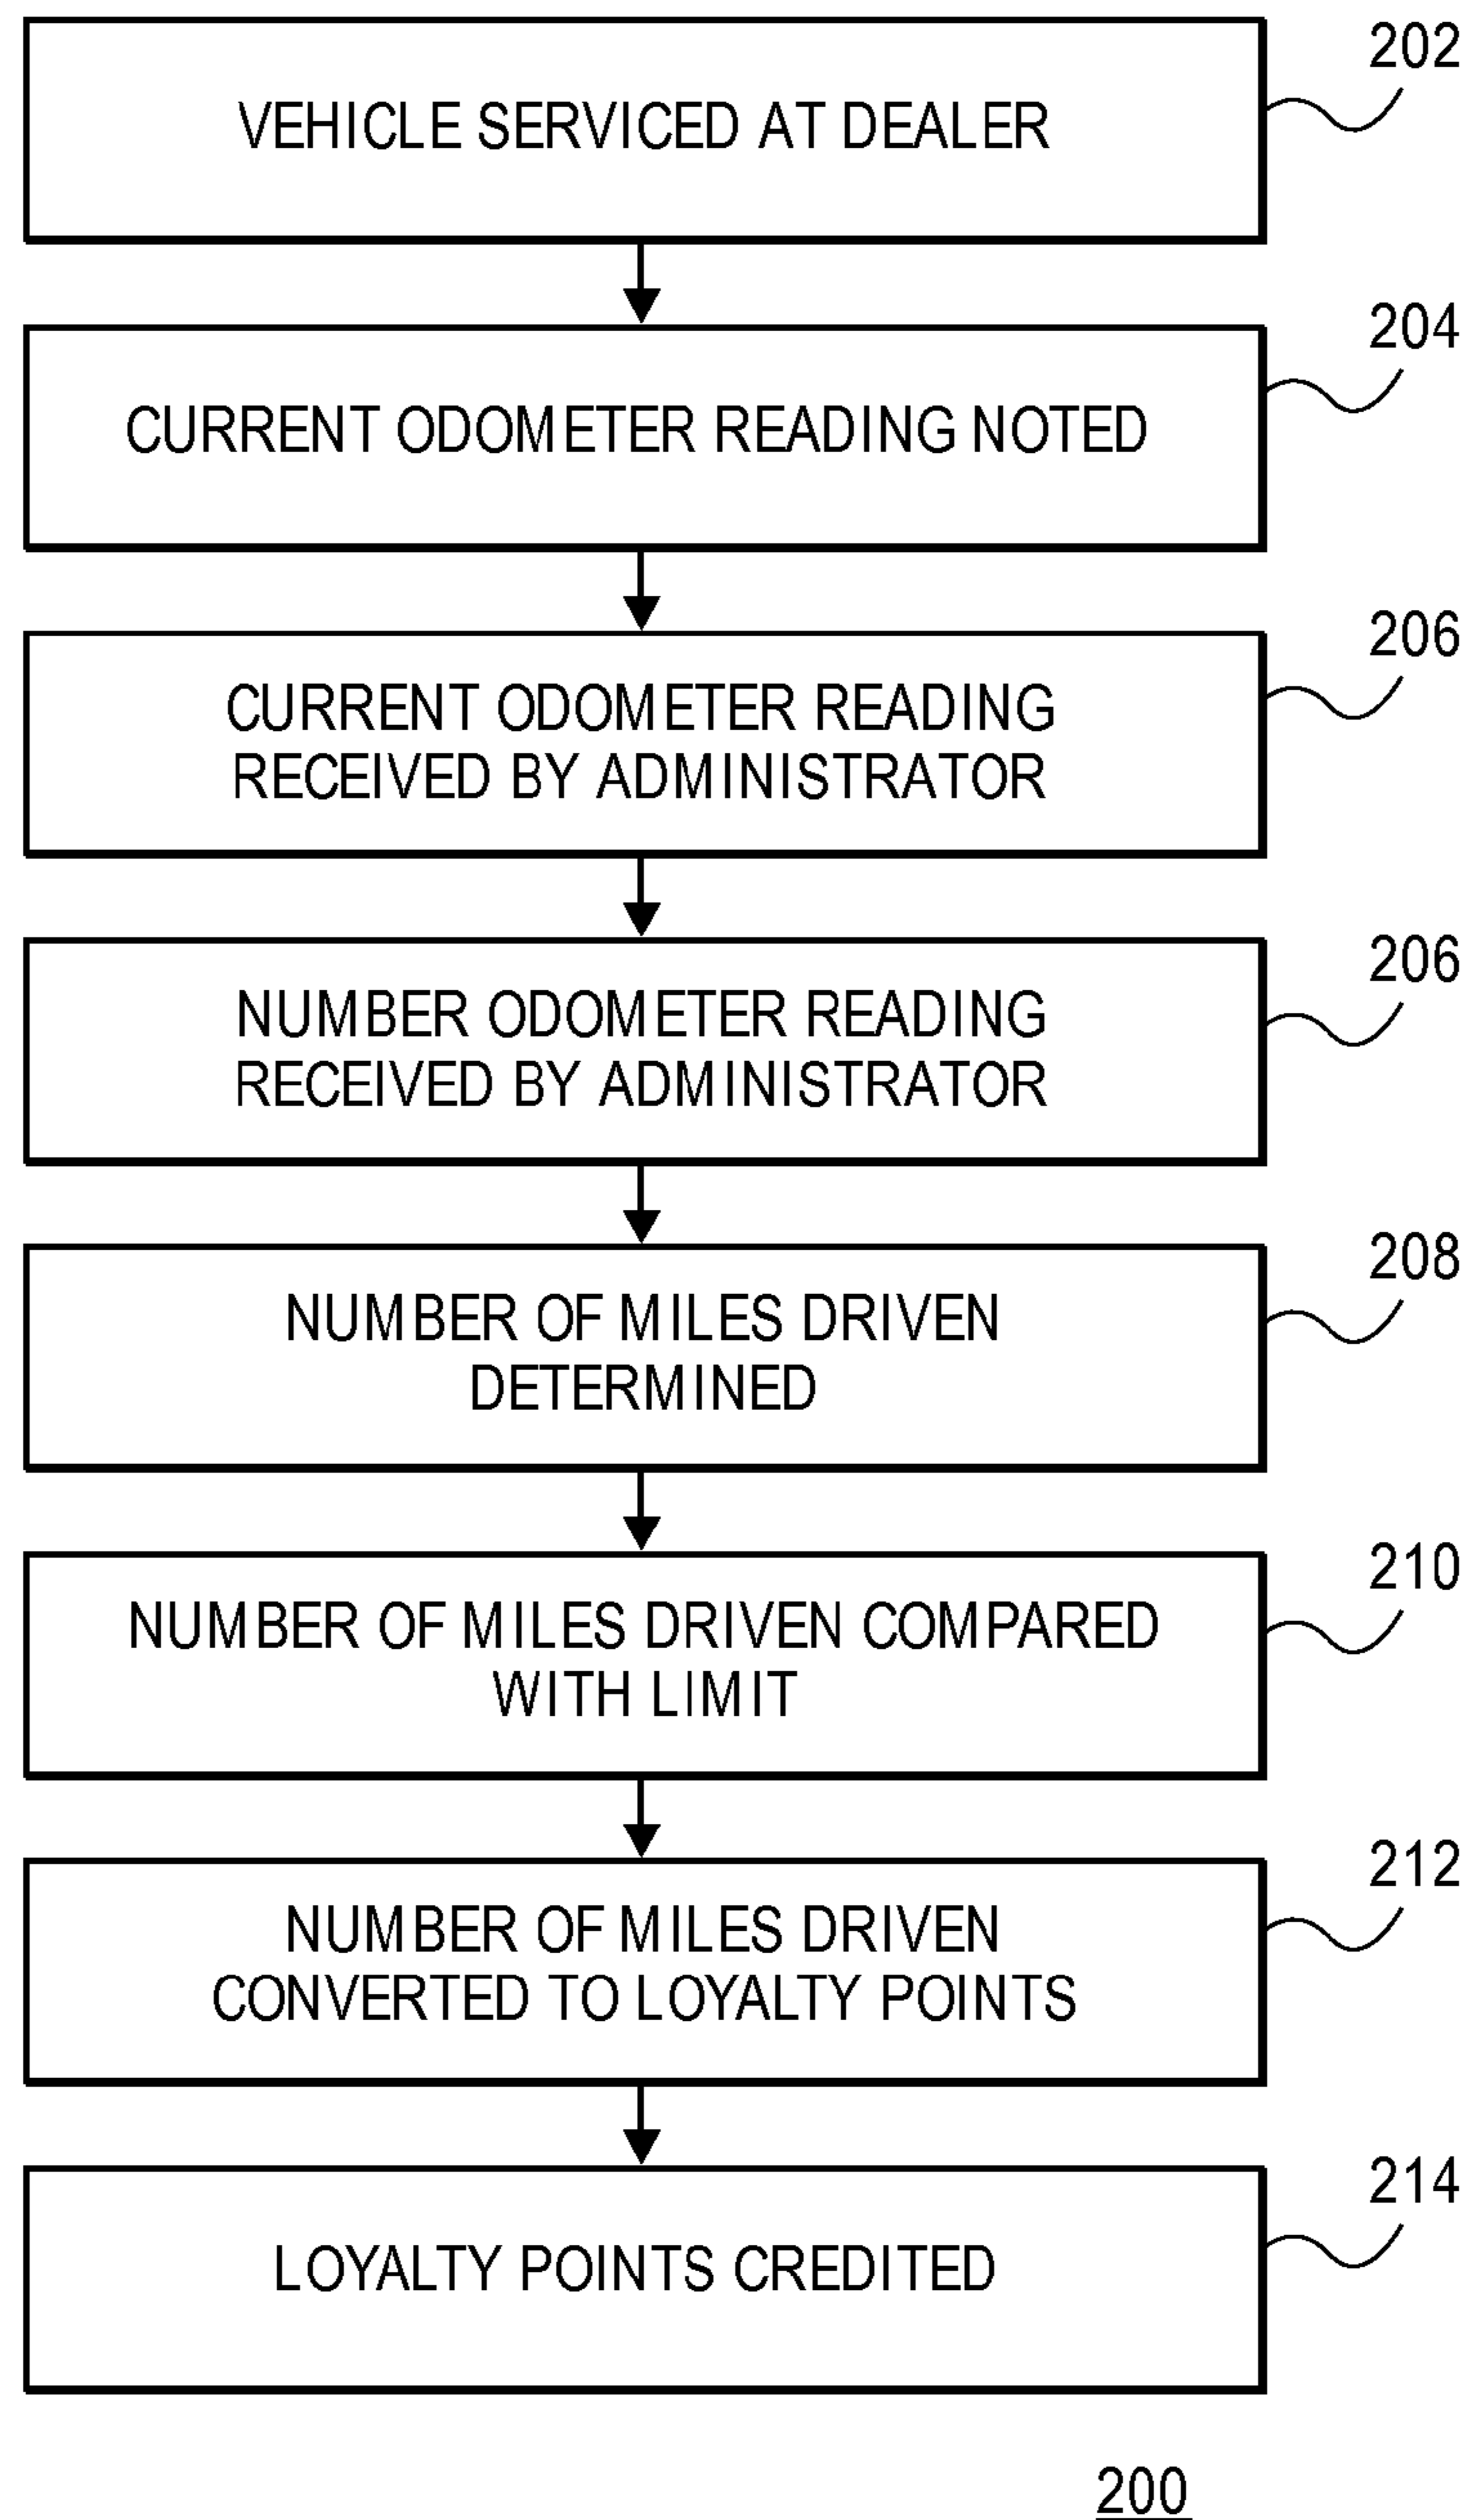 202
VEHICLE SERVICED AT DEALER
204
CURRENT ODOMETER READING NOTED
206
CURRENT ODOMETER READING
RECEIVED BY ADMINISTRATOR
206
NUMBER ODOMETER READING
RECEIVED BY ADMINISTRATOR
208
NUMBER OF MILES DRIVEN
DETERMINED
210
NUMBER OF MILES DRIVEN COMPARED
WITH LIMIT
212
NUMBER OF MILES DRIVEN
CONVERTED TO LOYALTY POINTS
214
LOYALTY POINTS CREDITED
200